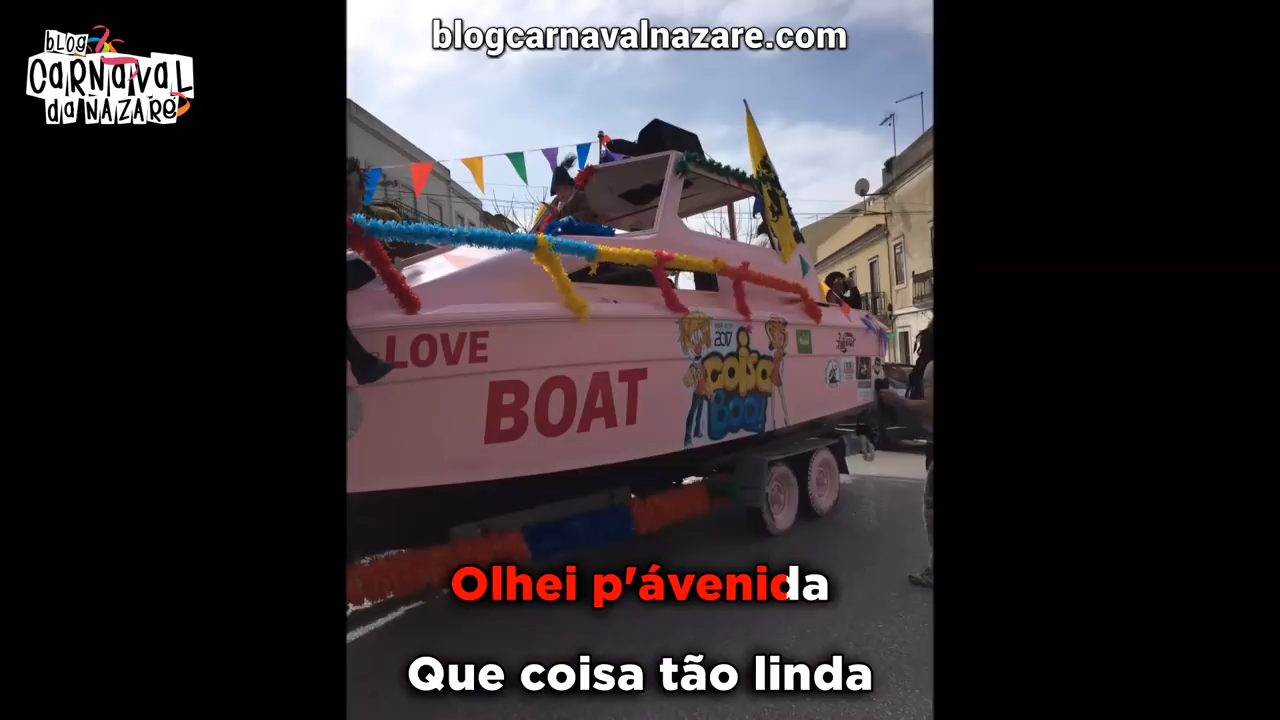 blogcarnavalnazare.com
BLOG
CARNAVAL
da NAZARÉ
LOVE
BOAT
2017
coisa
Boa!
Olhei p'ávenida
Que coisa tão linda